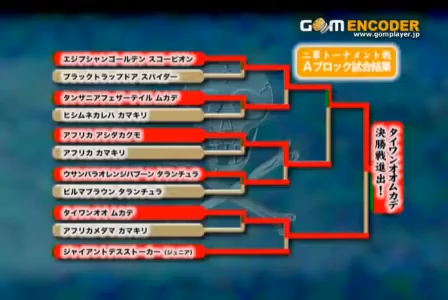 GOM ENCODER
www.gomplayer.jp
二軍トーナメント戦
Aブロック試合結果
エジプシャンゴールデン スコーピオン
ブラックトラップドア スパイダー
タンザニアフェザーテイル ムカデ
ヒシムネカレハ カマキリ
アフリカ アシダカクモ
アフリカ カマキリ
ウサンバラオレンジバブーン タランチュラ
ビルマブラウン タランチュラ
タイワンオオ ムカデ
アフリカメダマ カマキリ
ジャイアントデスストーカー (ジュニア)
タイワンオオムカデ
決勝戦進出！